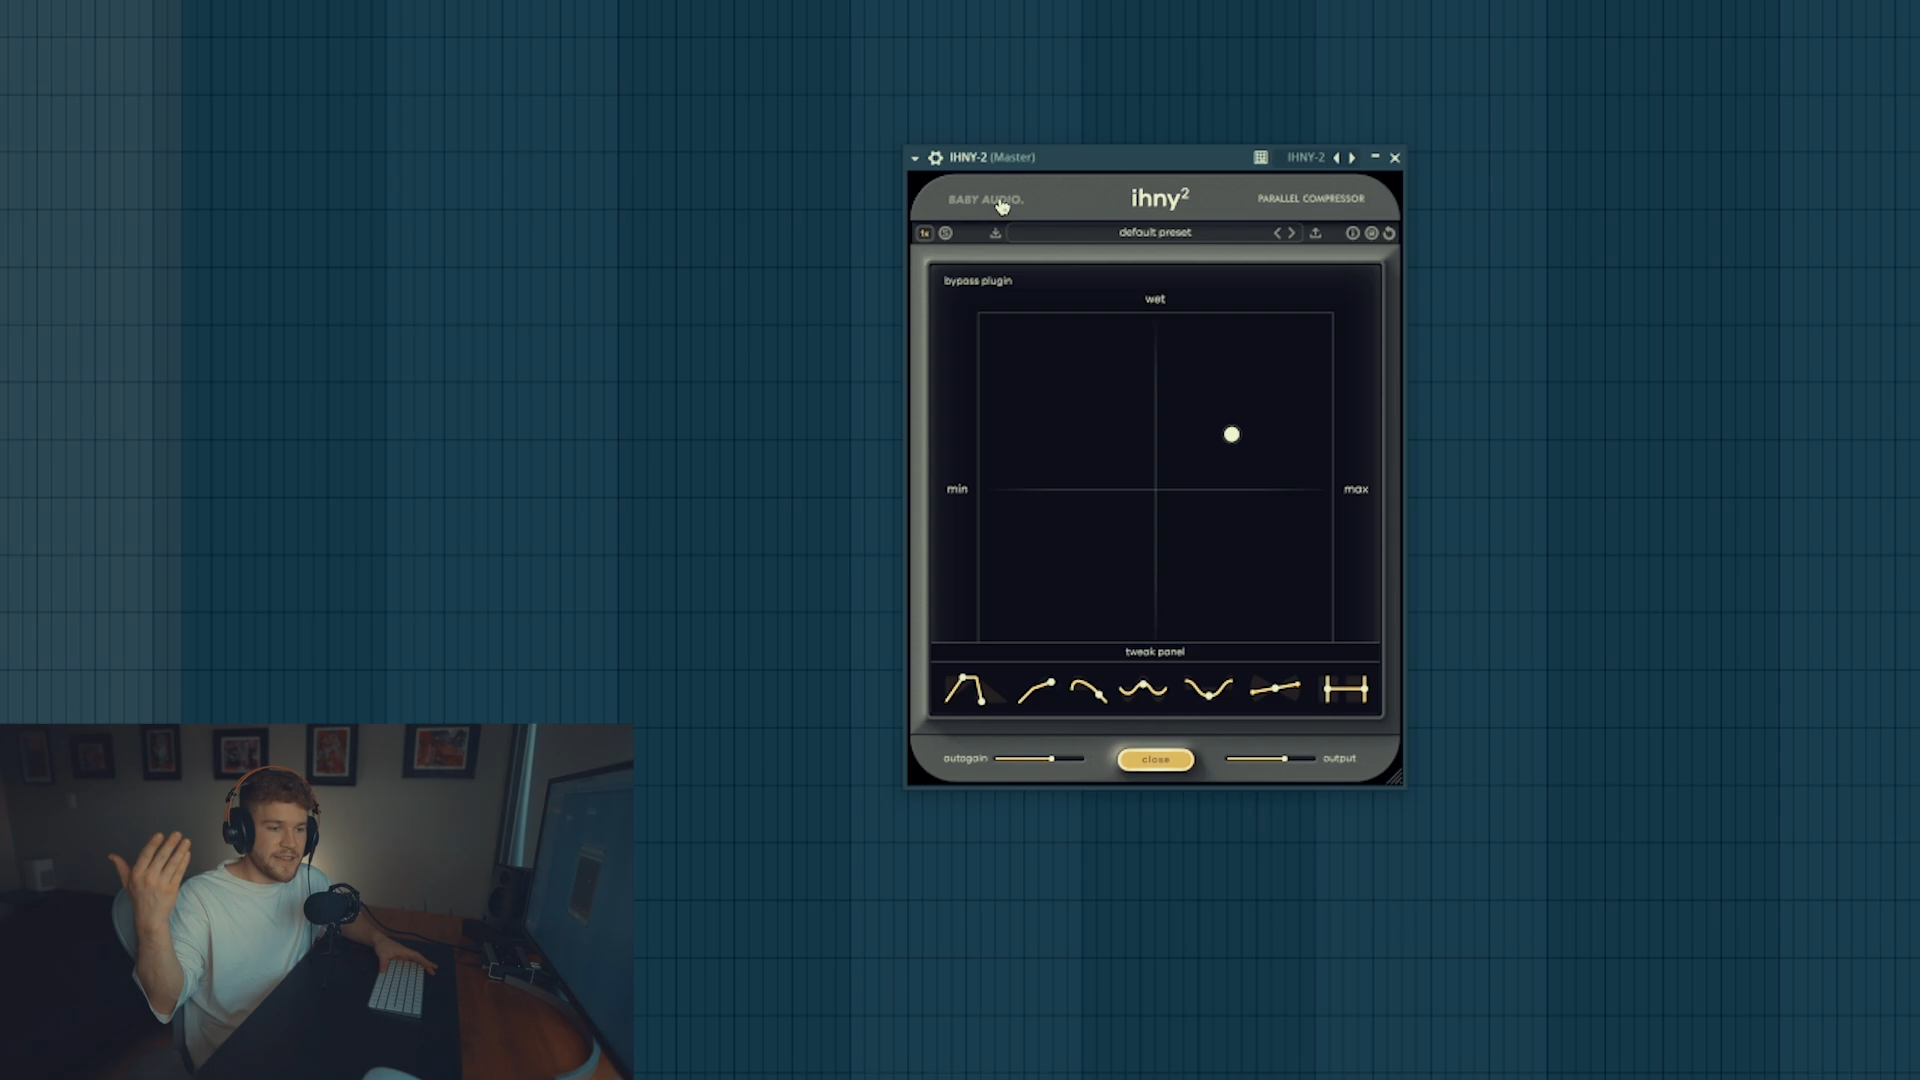 IHNY-2 (Master) IHNY-2
BABY AUDIO. ihny² PARALLEL COMPRESSOR
1x default preset
bypass plugin
wet
min max
tweak panel
autogain close output